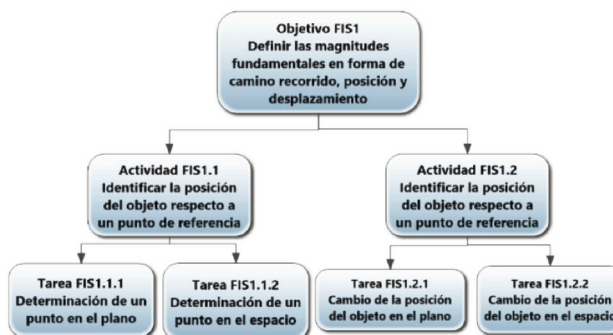 Objetivo FIS1
Definir las magnitudes
fundamentales en forma de
camino recorrido, posición y
desplazamiento
Actividad FIS1.1
Identificar la posición
del objeto respecto a
un punto de referencia
Actividad FIS1.2
Identificar la posición
del objeto respecto a
un punto de referencia
Tarea FIS1.1.1
Determinación de un
punto en el plano
Tarea FIS1.1.2
Determinación de un
punto en el espacio
Tarea FIS1.2.1
Cambio de la posición
del objeto en el plano
Tarea FIS1.2.2
Cambio de la posición
del objeto en el espacio